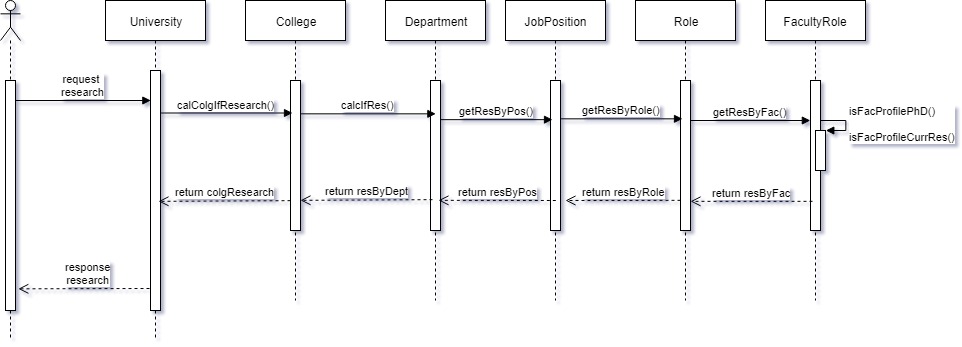 University
College
Department
JobPosition
Role
FacultyRole
request
research
calColgIfResearch()
calcIfRes()
getResByPos()
getResByRole()
getResByFac()
isFacProfilePhD()
isFacProfileCurrRes()
return colgResearch
return resByDept
return resByPos
return resByRole
return resByFac
response
research